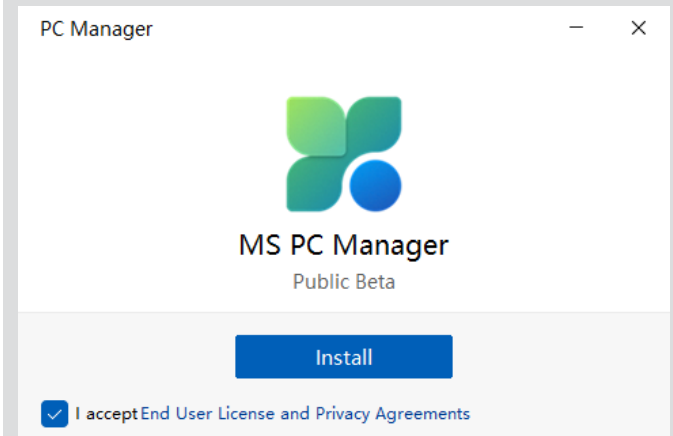 PC Manager
MS PC Manager
Public Beta
Install
I accept End User License and Privacy Agreements